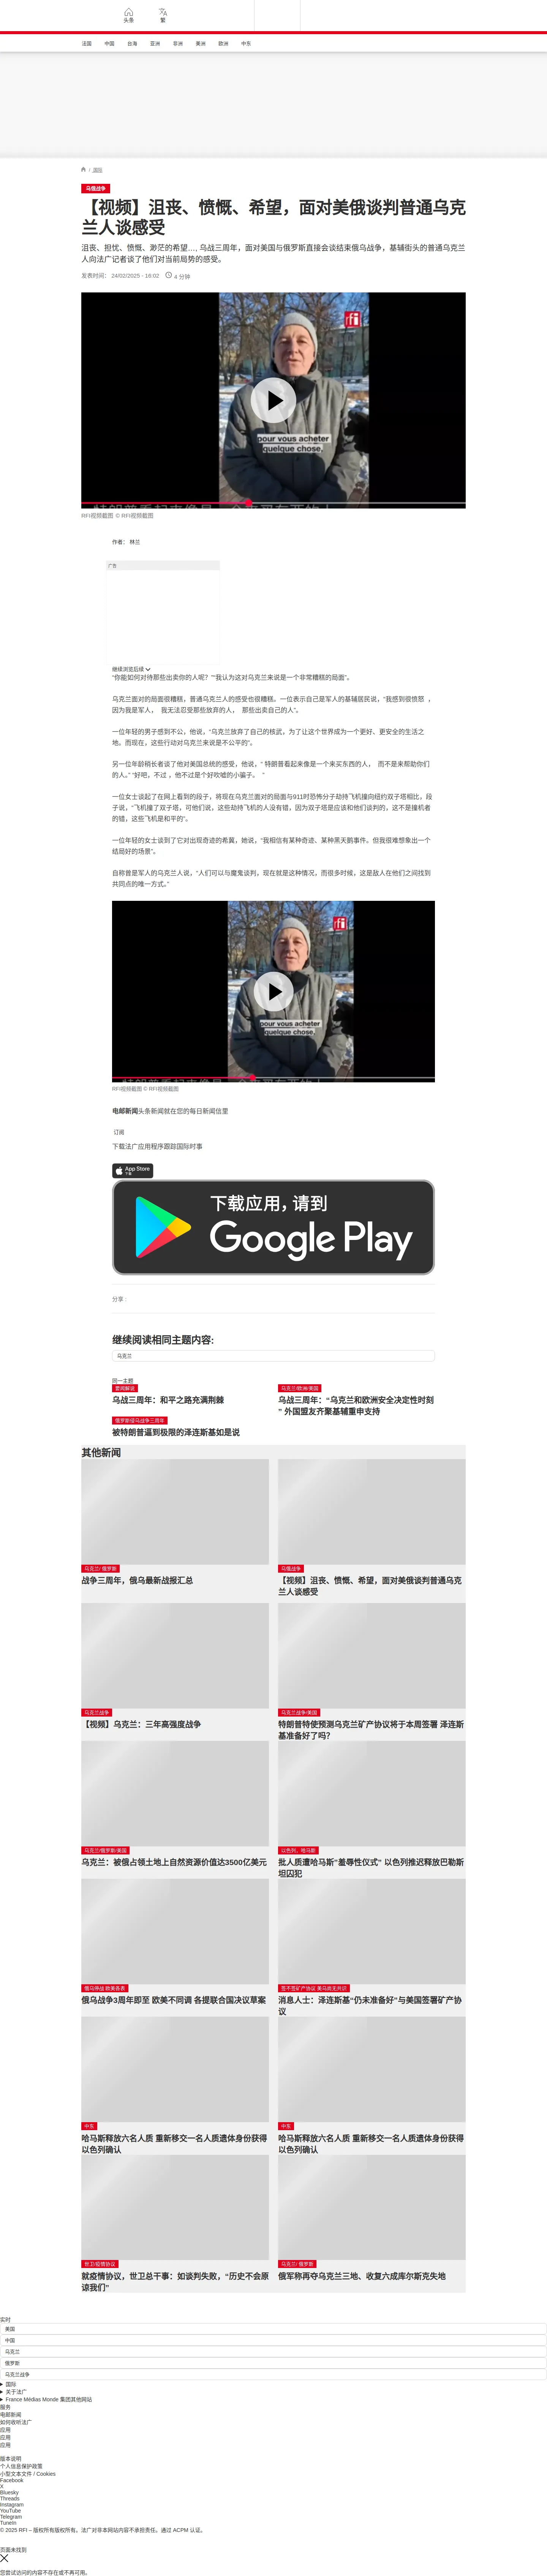 头条
繁
法国 中国 台海 亚洲 非洲 美洲 欧洲 中东
/ 国际
乌俄战争
【视频】沮丧、愤慨、希望，面对美俄谈判普通乌克
兰人谈感受
沮丧、担忧、愤慨、渺茫的希望…, 乌战三周年，面对美国与俄罗斯直接会谈结束俄乌战争，基辅街头的普通乌克兰
人向法广记者谈了他们对当前局势的感受。
发表时间： 24/02/2025 - 16:02 4 分钟
rfi
pour vous acheter
quelque chose,
RFI视频截图 © RFI视频截图
作者： 林兰
广告
继续浏览后续
“你能如何对待那些出卖你的人呢？”“我认为这对乌克兰来说是一个非常糟糕的局面”。
乌克兰面对的局面很糟糕，普通乌克兰人的感受也很糟糕。一位表示自己是军人的基辅居民说，“我感到很愤怒 ，
因为我是军人， 我无法忍受那些放弃的人， 那些出卖自己的人”。
一位年轻的男子感到不公，他说，“乌克兰放弃了自己的核武，为了让这个世界成为一个更好、更安全的生活之
地。而现在，这些行动对乌克兰来说是不公平的”。
另一位年龄稍长者谈了他对美国总统的感受，他说，“ 特朗普看起来像是一个来买东西的人， 而不是来帮助你们
的人。” “好吧，不过 ，他不过是个好吹嘘的小骗子。 ”
一位女士谈起了在网上看到的段子，将现在乌克兰面对的局面与911时恐怖分子劫持飞机撞向纽约双子塔相比，段
子说，“飞机撞了双子塔，可他们说，这些劫持飞机的人没有错，因为双子塔是应该和他们谈判的，这不是撞机者
的错，这些飞机是和平的”。
一位年轻的女士谈到了它对出现奇迹的希冀，她说，“我相信有某种奇迹、某种黑天鹅事件。但我很难想象出一个
结局好的场景”。
自称曾是军人的乌克兰人说，“人们可以与魔鬼谈判，现在就是这种情况，而很多时候，这是敌人在他们之间找到
共同点的唯一方式。”
rfi
pour vous acheter
quelque chose,
RFI视频截图 © RFI视频截图
电邮新闻头条新闻就在您的每日新闻信里
订阅
下载法广应用程序跟踪国际时事
App Store
下载
下载应用，请到
Google Play
分享 :
继续阅读相同主题内容:
乌克兰
同一主题
要闻解说
乌战三周年：和平之路充满荆棘
乌克兰/欧洲/美国
乌战三周年：“乌克兰和欧洲安全决定性时刻
” 外国盟友齐聚基辅重申支持
俄罗斯侵乌战争三周年
被特朗普逼到极限的泽连斯基如是说
其他新闻
乌克兰/ 俄罗斯
战争三周年，俄乌最新战报汇总
乌俄战争
【视频】沮丧、愤慨、希望，面对美俄谈判普通乌克
兰人谈感受
乌克兰战争
【视频】乌克兰：三年高强度战争
乌克兰战争/美国
特朗普特使预测乌克兰矿产协议将于本周签署 泽连斯
基准备好了吗？
乌克兰/俄罗斯/美国
乌克兰：被俄占领土地上自然资源价值达3500亿美元
以色列，哈马斯
批人质遭哈马斯“羞辱性仪式” 以色列推迟释放巴勒斯
坦囚犯
俄乌停战 欧美各表
俄乌战争3周年即至 欧美不同调 各提联合国决议草案
签不签矿产协议 美乌尚无共识
消息人士：泽连斯基“仍未准备好”与美国签署矿产协
议
中东
哈马斯释放六名人质 重新移交一名人质遗体身份获得
以色列确认
中东
哈马斯释放六名人质 重新移交一名人质遗体身份获得
以色列确认
世卫/疫情协议
就疫情协议，世卫总干事：如谈判失败，“历史不会原
谅我们”
乌克兰/ 俄罗斯
俄军称再夺乌克兰三地、收复六成库尔斯克失地
实时
美国
中国
乌克兰
俄罗斯
乌克兰战争
国际
关于法广
France Médias Monde 集团其他网站
服务
电邮新闻
如何收听法广
应用
应用
应用
版本说明
个人信息保护政策
小型文本文件 / Cookies
Facebook
X
Bluesky
Threads
Instagram
YouTube
Telegram
TuneIn
© 2025 RFI – 版权所有版权所有。法广对非本网站内容不承担责任。通过 ACPM 认证。
页面未找到
您尝试访问的内容不存在或不再可用。